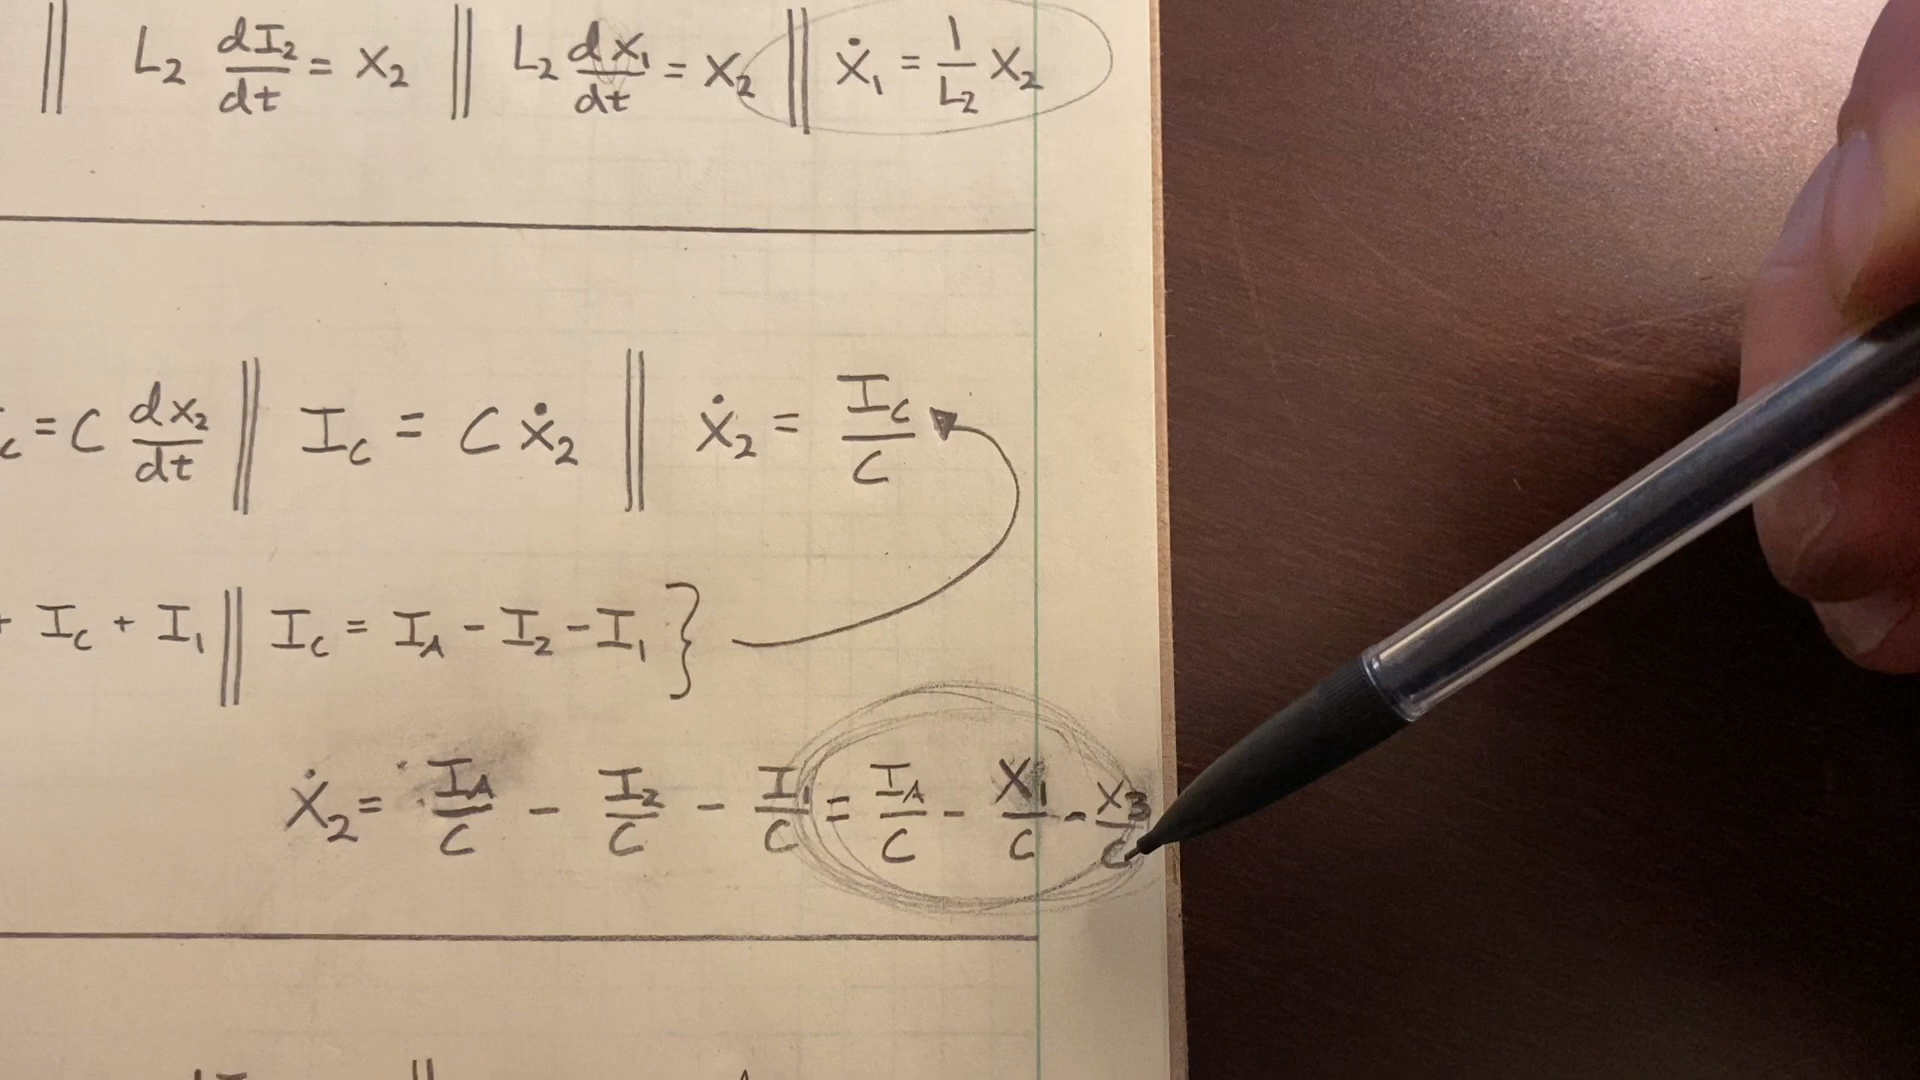 || L₂ dI₂/dt = X₂ || L₂ dX₁/dt = X₂ || Ẋ₁ = 1/L₂ X₂
c = C dX₂/dt || I_C = C Ẋ₂ || Ẋ₂ = I_C/C
+ I_C + I₁ || I_C = I_A - I₂ - I₁ }
Ẋ₂ = I_A/C - I₂/C - I₁/C = I_A/C - X₁/C - X₃/C